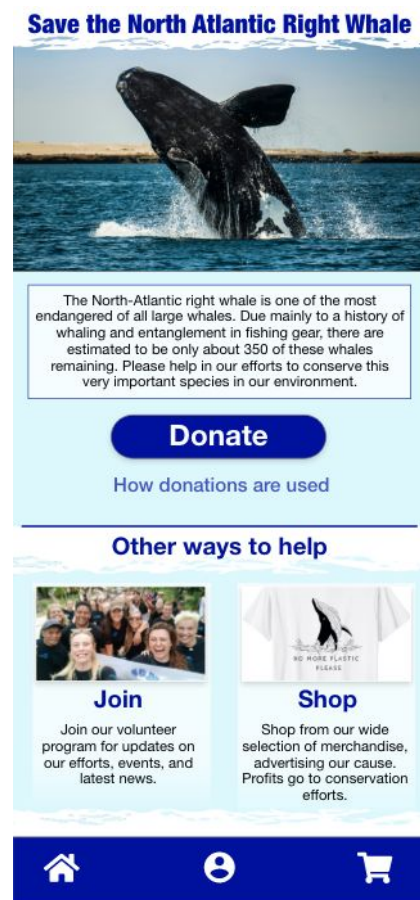 Save the North Atlantic Right Whale
The North-Atlantic right whale is one of the most
endangered of all large whales. Due mainly to a history of
whaling and entanglement in fishing gear, there are
estimated to be only about 350 of these whales
remaining. Please help in our efforts to conserve this
very important species in our environment.
Donate
How donations are used
Other ways to help
NO MORE PLASTIC
PLEASE
Join
Join our volunteer
program for updates on
our efforts, events, and
latest news.
Shop
Shop from our wide
selection of merchandise,
advertising our cause.
Profits go to conservation
efforts.